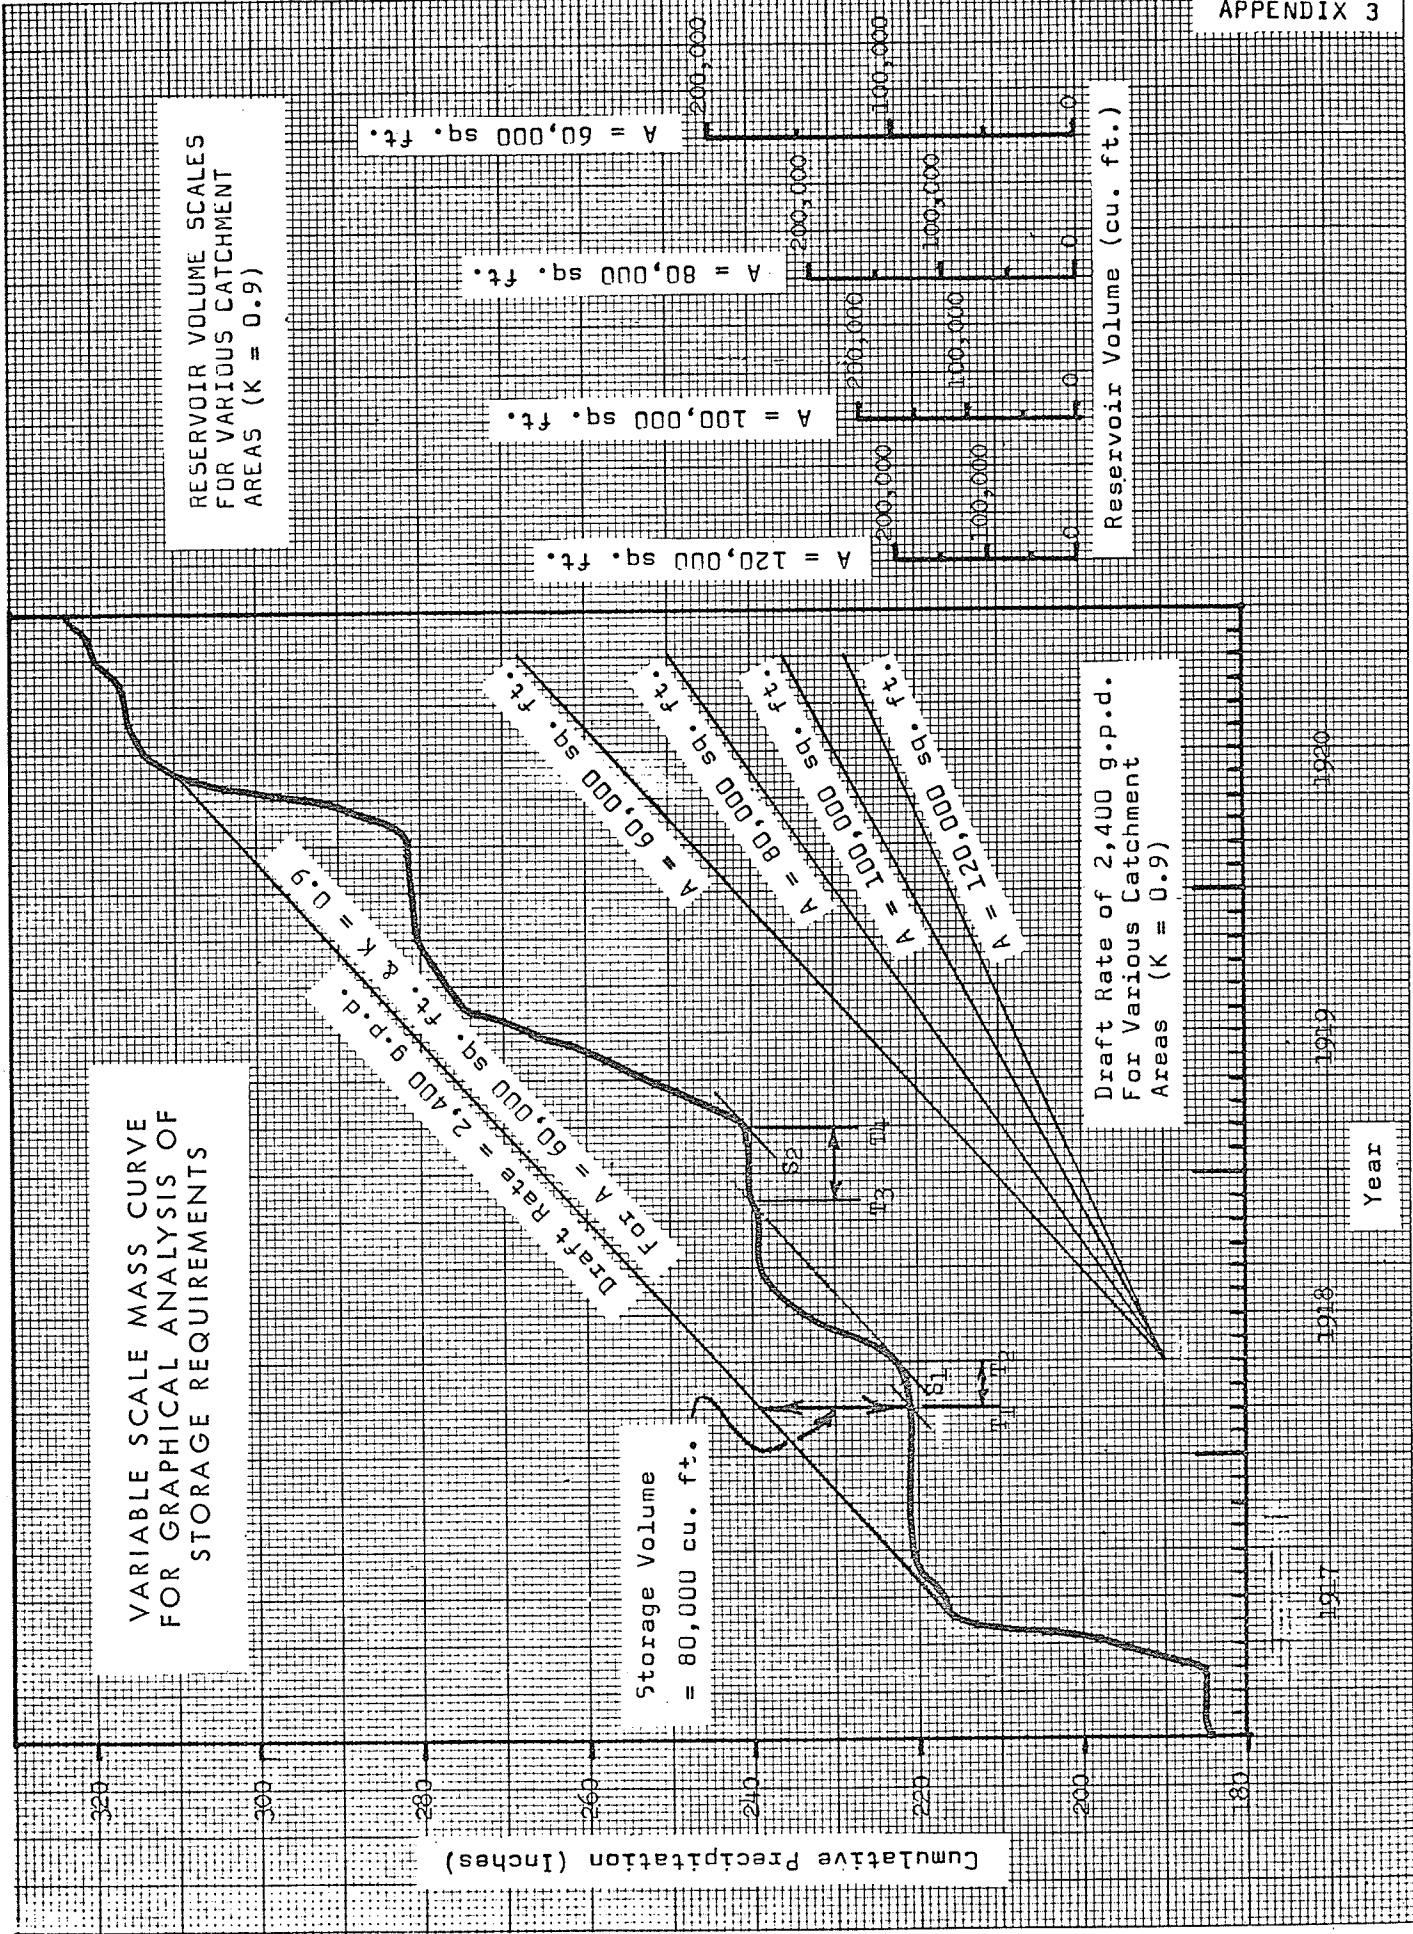 APPENDIX 3
VARIABLE SCALE MASS CURVE
FOR GRAPHICAL ANALYSIS OF
STORAGE REQUIREMENTS
RESERVOIR VOLUME SCALES
FOR VARIOUS CATCHMENT
AREAS (K = 0.9)
Cumulative Precipitation (Inches)
320
300
280
260
240
220
200
180
Draft Rate = 2,400 g.p.d.
For A = 60,000 sq. ft. & K = 0.9
Storage Volume
= 80,000 cu. ft.
S1
T1
T2
S2
T3
T4
A = 60,000 sq. ft.
A = 80,000 sq. ft.
A = 100,000 sq. ft.
A = 120,000 sq. ft.
Draft Rate of 2,400 g.p.d.
For Various Catchment
Areas (K = 0.9)
1917
1918
1919
1920
Year
A = 120,000 sq. ft.
200,000
100,000
0
A = 100,000 sq. ft.
200,000
100,000
0
A = 80,000 sq. ft.
200,000
100,000
0
A = 60,000 sq. ft.
200,000
100,000
0
Reservoir Volume (cu. ft.)